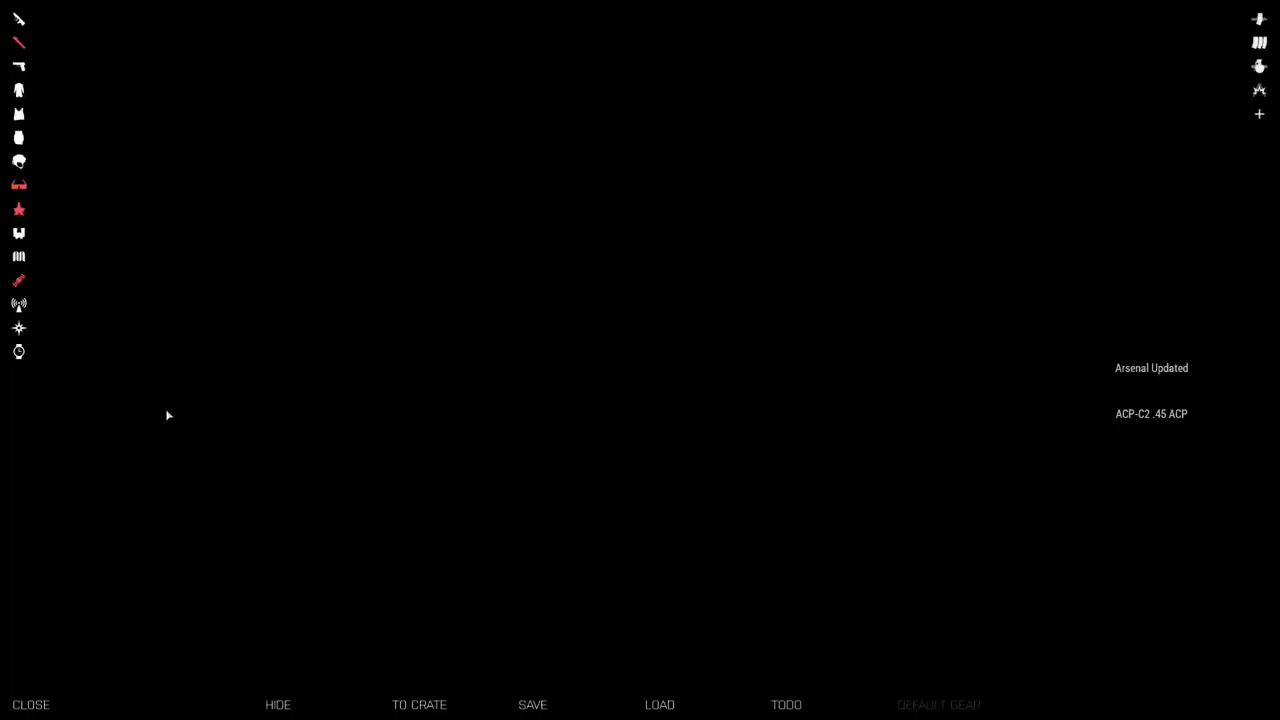 Arsenal Updated
ACP-C2 .45 ACP
CLOSE HIDE TO CRATE SAVE LOAD TODO DEFAULT GEAR